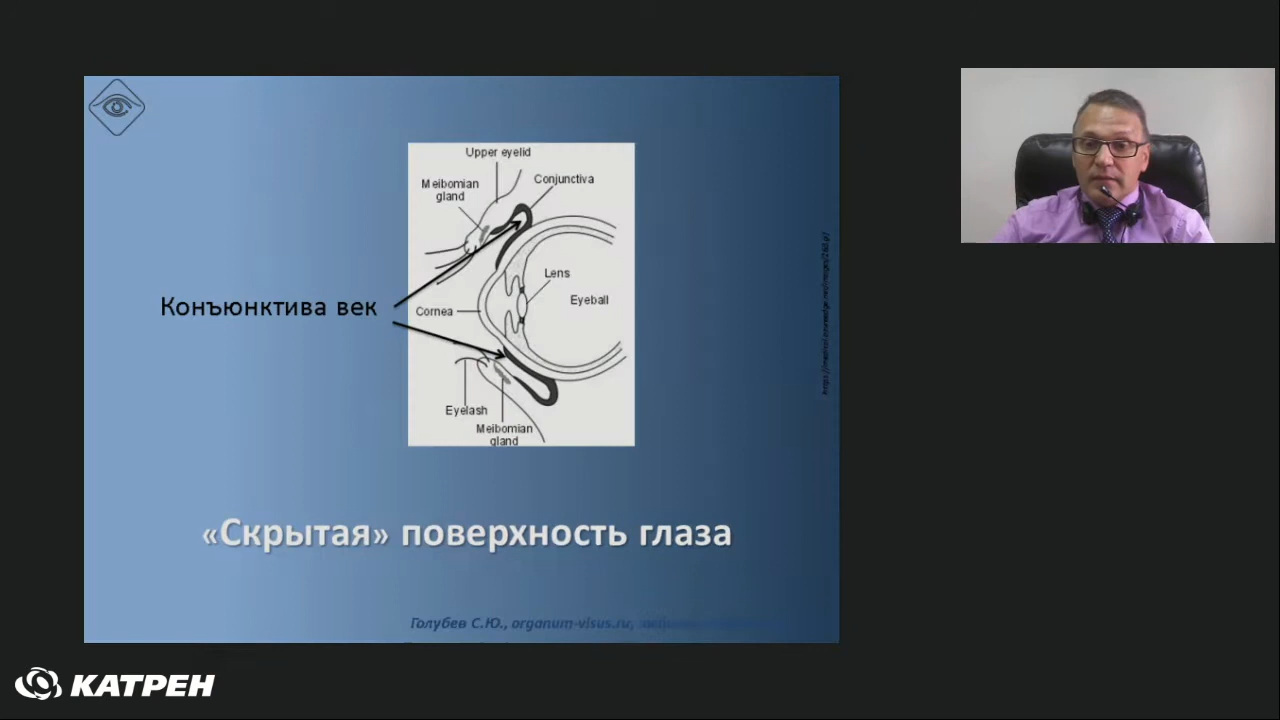 Upper eyelid
Meibomian
gland
Conjunctiva
Lens
Eyeball
Конъюнктива век
Cornea
Eyelash
Meibomian
gland
«Скрытая» поверхность глаза
Голубев С.Ю., organum-visus.ru,
КАТРЕН